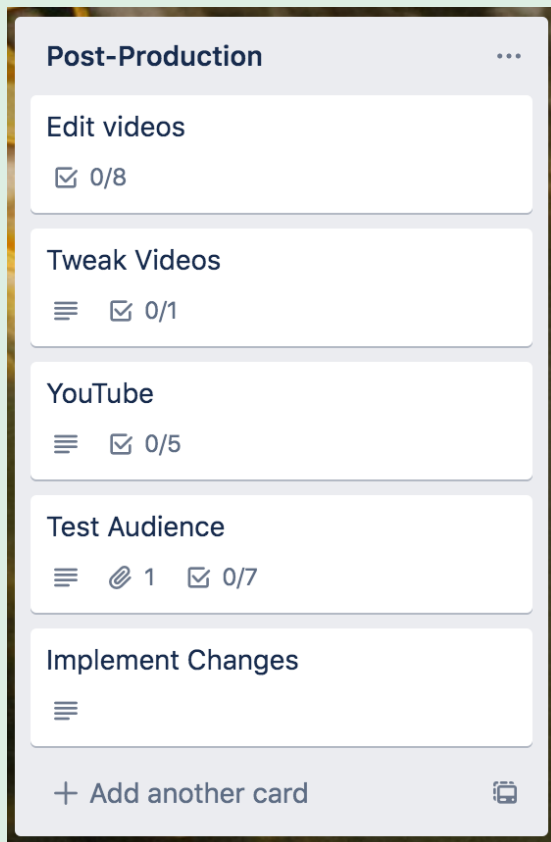 Post-Production
Edit videos
0/8
Tweak Videos
0/1
YouTube
0/5
Test Audience
1 0/7
Implement Changes
+ Add another card